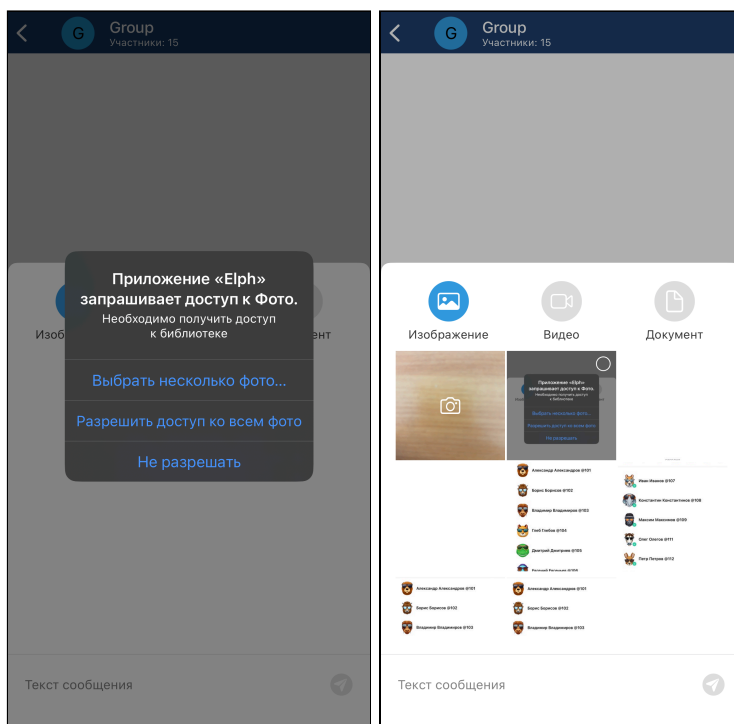 G
Group
Участники: 15
Изоб
ент
Приложение «Elph»
запрашивает доступ к Фото.
Необходимо получить доступ
к библиотеке
Выбрать несколько фото...
Разрешить доступ ко всем фото
Не разрешать
Текст сообщения
G
Group
Участники: 15
Изображение
Видео
Документ
Приложение «Elph»
запрашивает доступ к Фото.
Необходимо получить доступ
к библиотеке
Выбрать несколько фото...
Разрешить доступ ко всем фото
Не разрешать
Александр Александров @101
Борис Борисов @102
Владимир Владимиров @103
Глеб Глебов @104
Дмитрий Дмитриев @105
Иван Иванов @107
Константин Константинов @108
Максим Максимов @109
Олег Олегов @111
Петр Петров @112
Александр Александров @101
Борис Борисов @102
Владимир Владимиров @103
Александр Александров @101
Борис Борисов @102
Владимир Владимиров @103
Текст сообщения